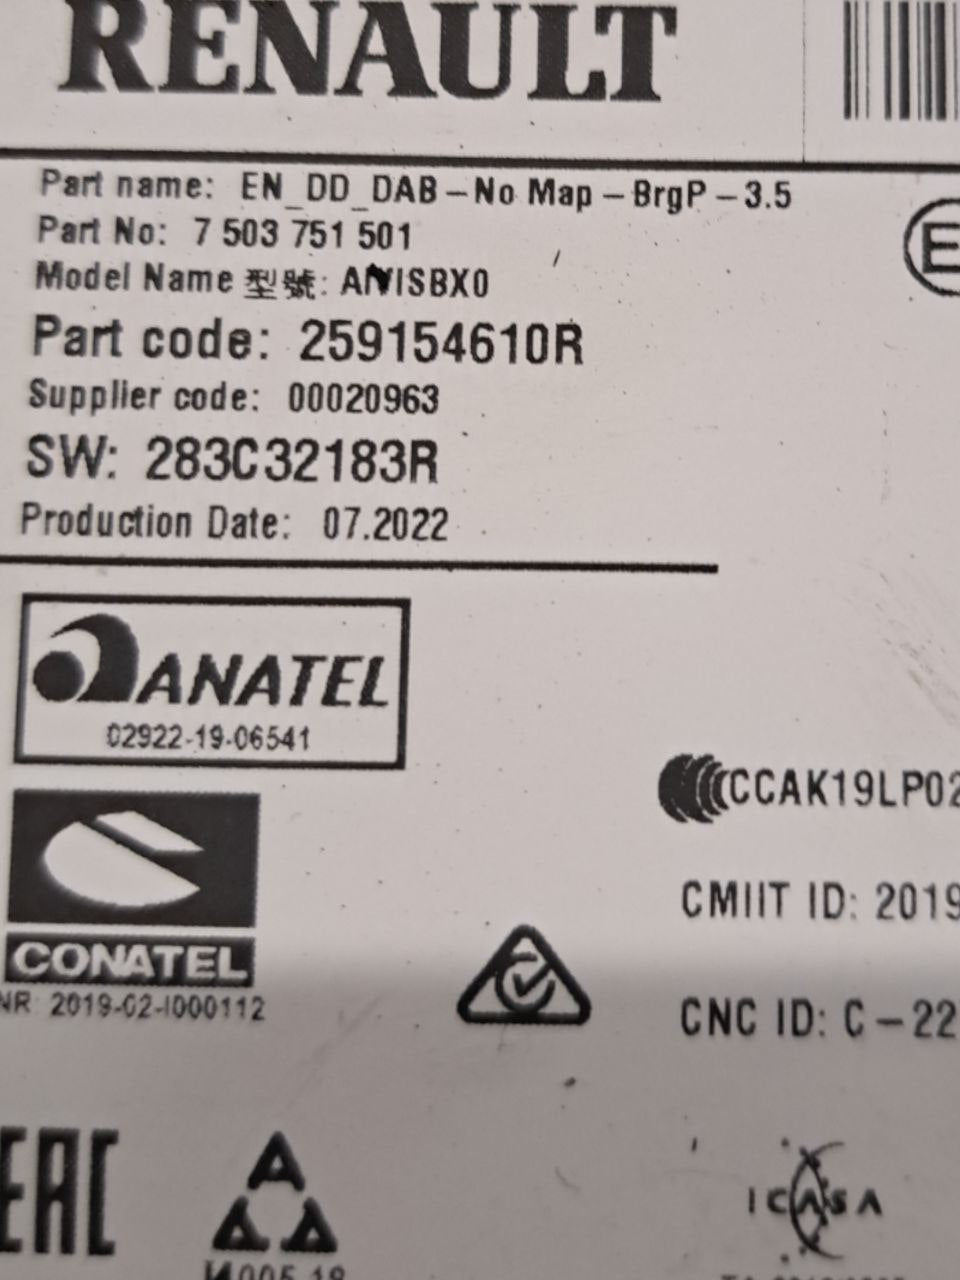 RENAULT
Part name: EN_DD_DAB-No Map-BrgP-3.5
Part No: 7 503 751 501
Model Name 型號: AIVISBX0
Part code: 259154610R
Supplier code: 00020963
SW: 283C32183R
Production Date: 07.2022
E
ANATEL
02922-19-06541
CCAK19LP02
CMIIT ID: 2019
CONATEL
NR: 2019-02-I000112
CNC ID: C-22
EAC
ICASA